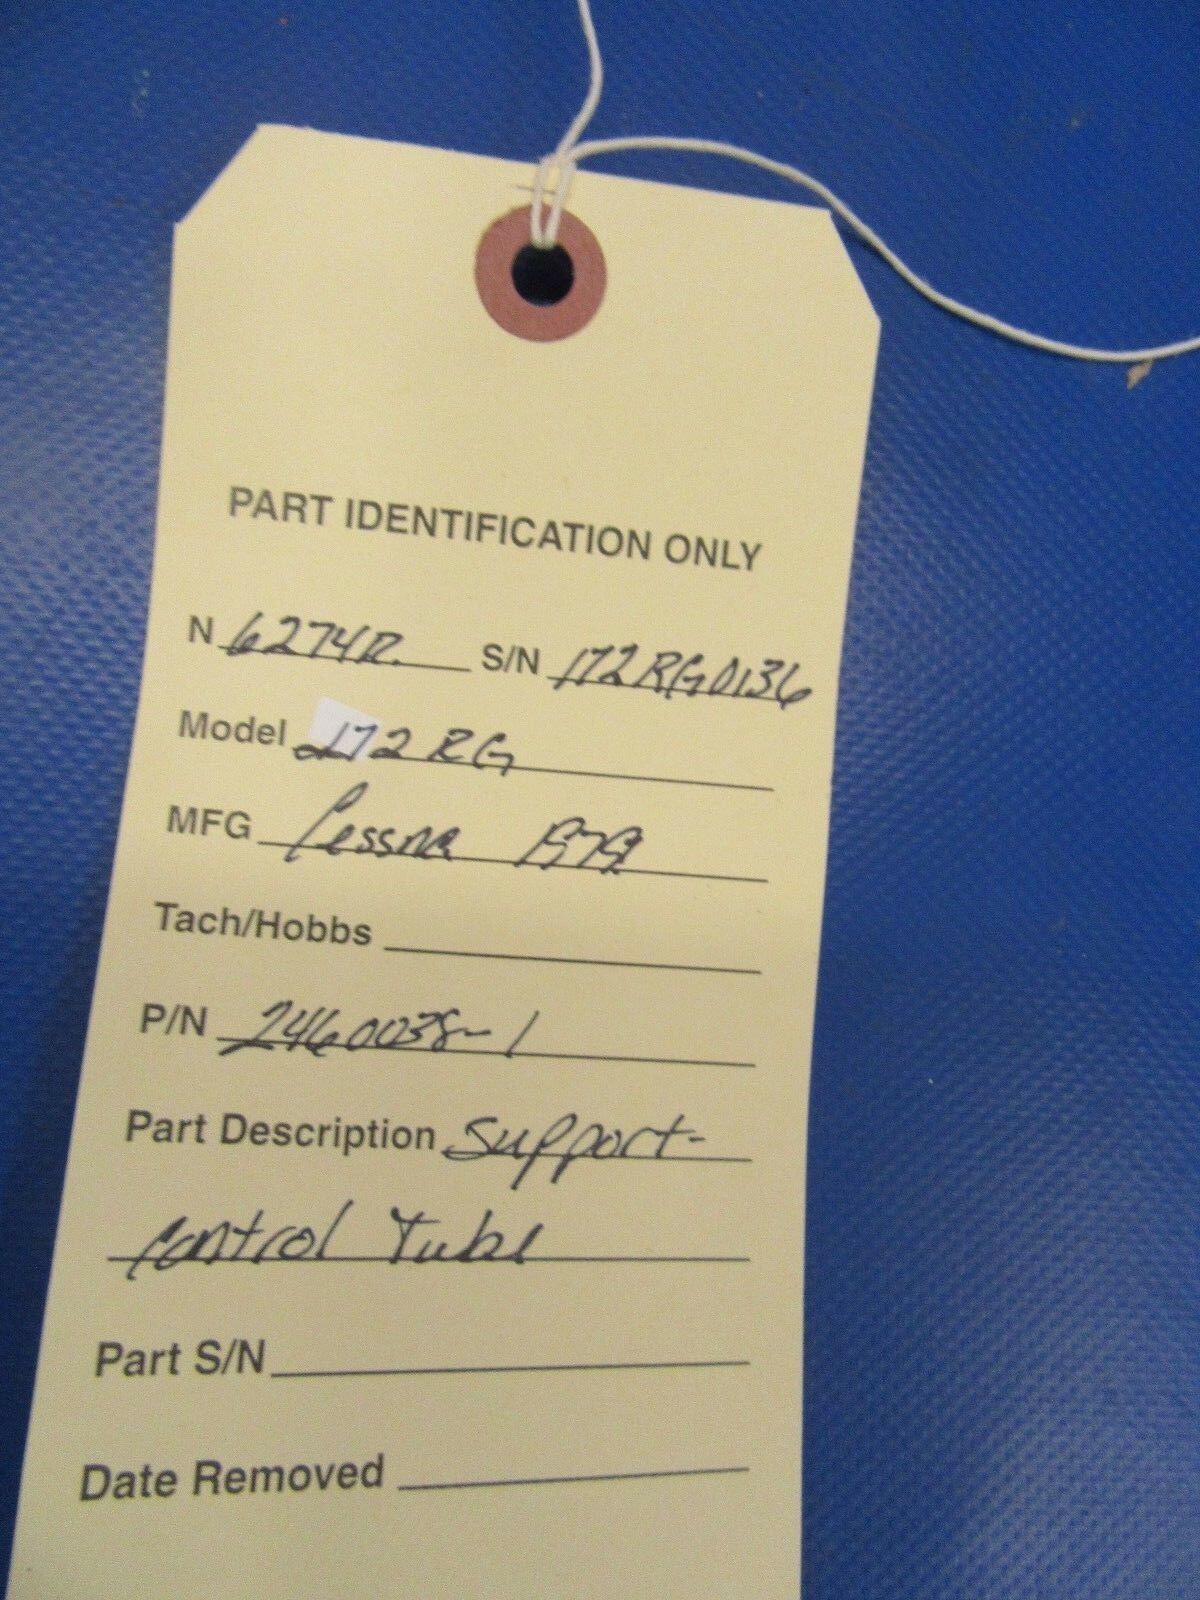 PART IDENTIFICATION ONLY
N 6274R. S/N 172RG0136
Model 172 RG
MFG Cessna 1979
Tach/Hobbs
P/N 2460038-1
Part Description Support-
Control Tube
Part S/N
Date Removed